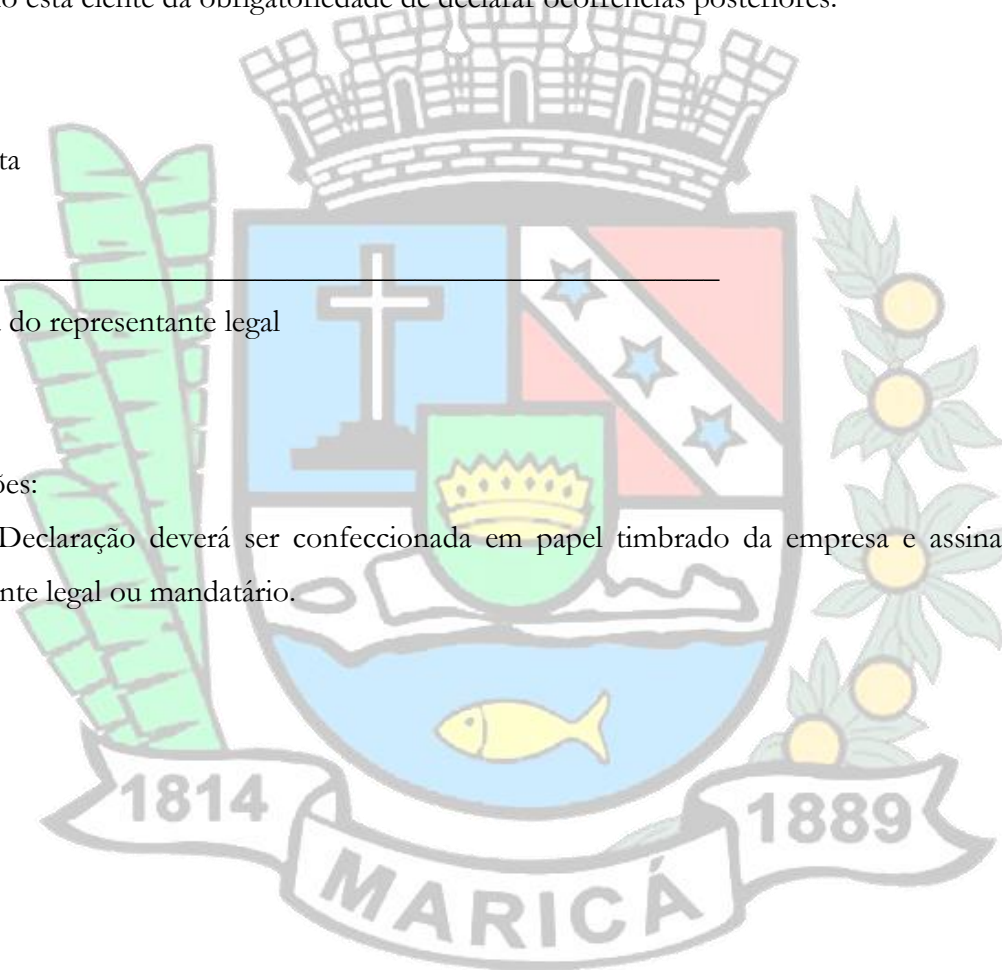 o está ciente da obrigatoriedade de declarar ocorrências posteriores.
ta
do representante legal
ões:
Declaração deverá ser confeccionada em papel timbrado da empresa e assina
nte legal ou mandatário.
1814
1889
MARICÁ